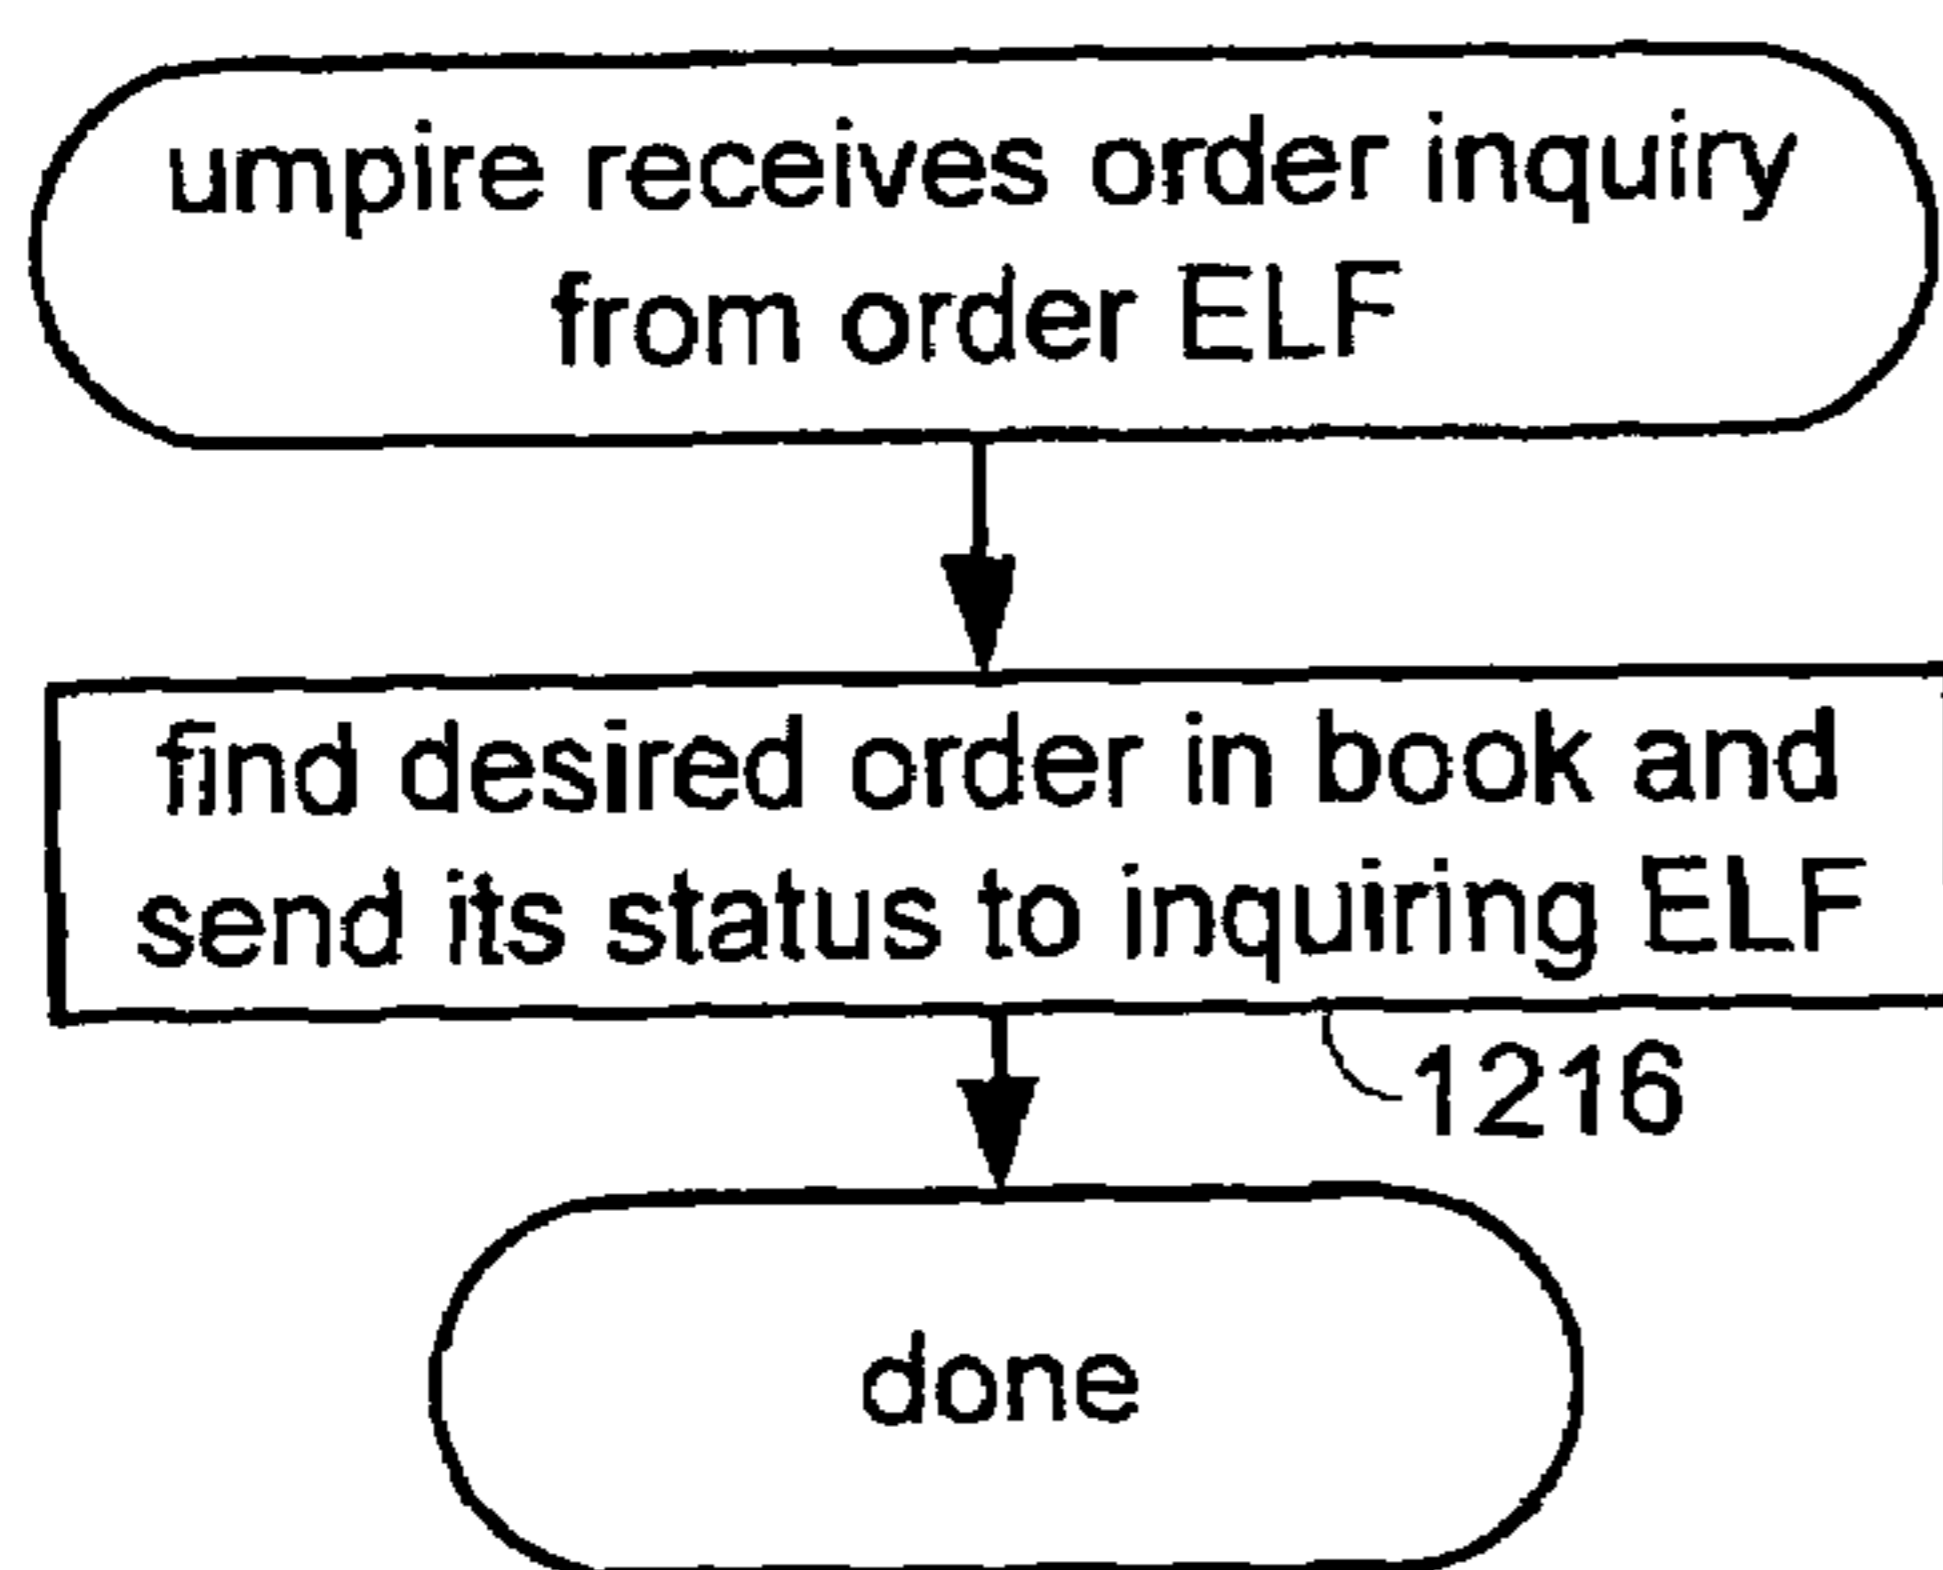 umpire receives order inquiry
from order ELF
find desired order in book and
send its status to inquiring ELF
1216
done